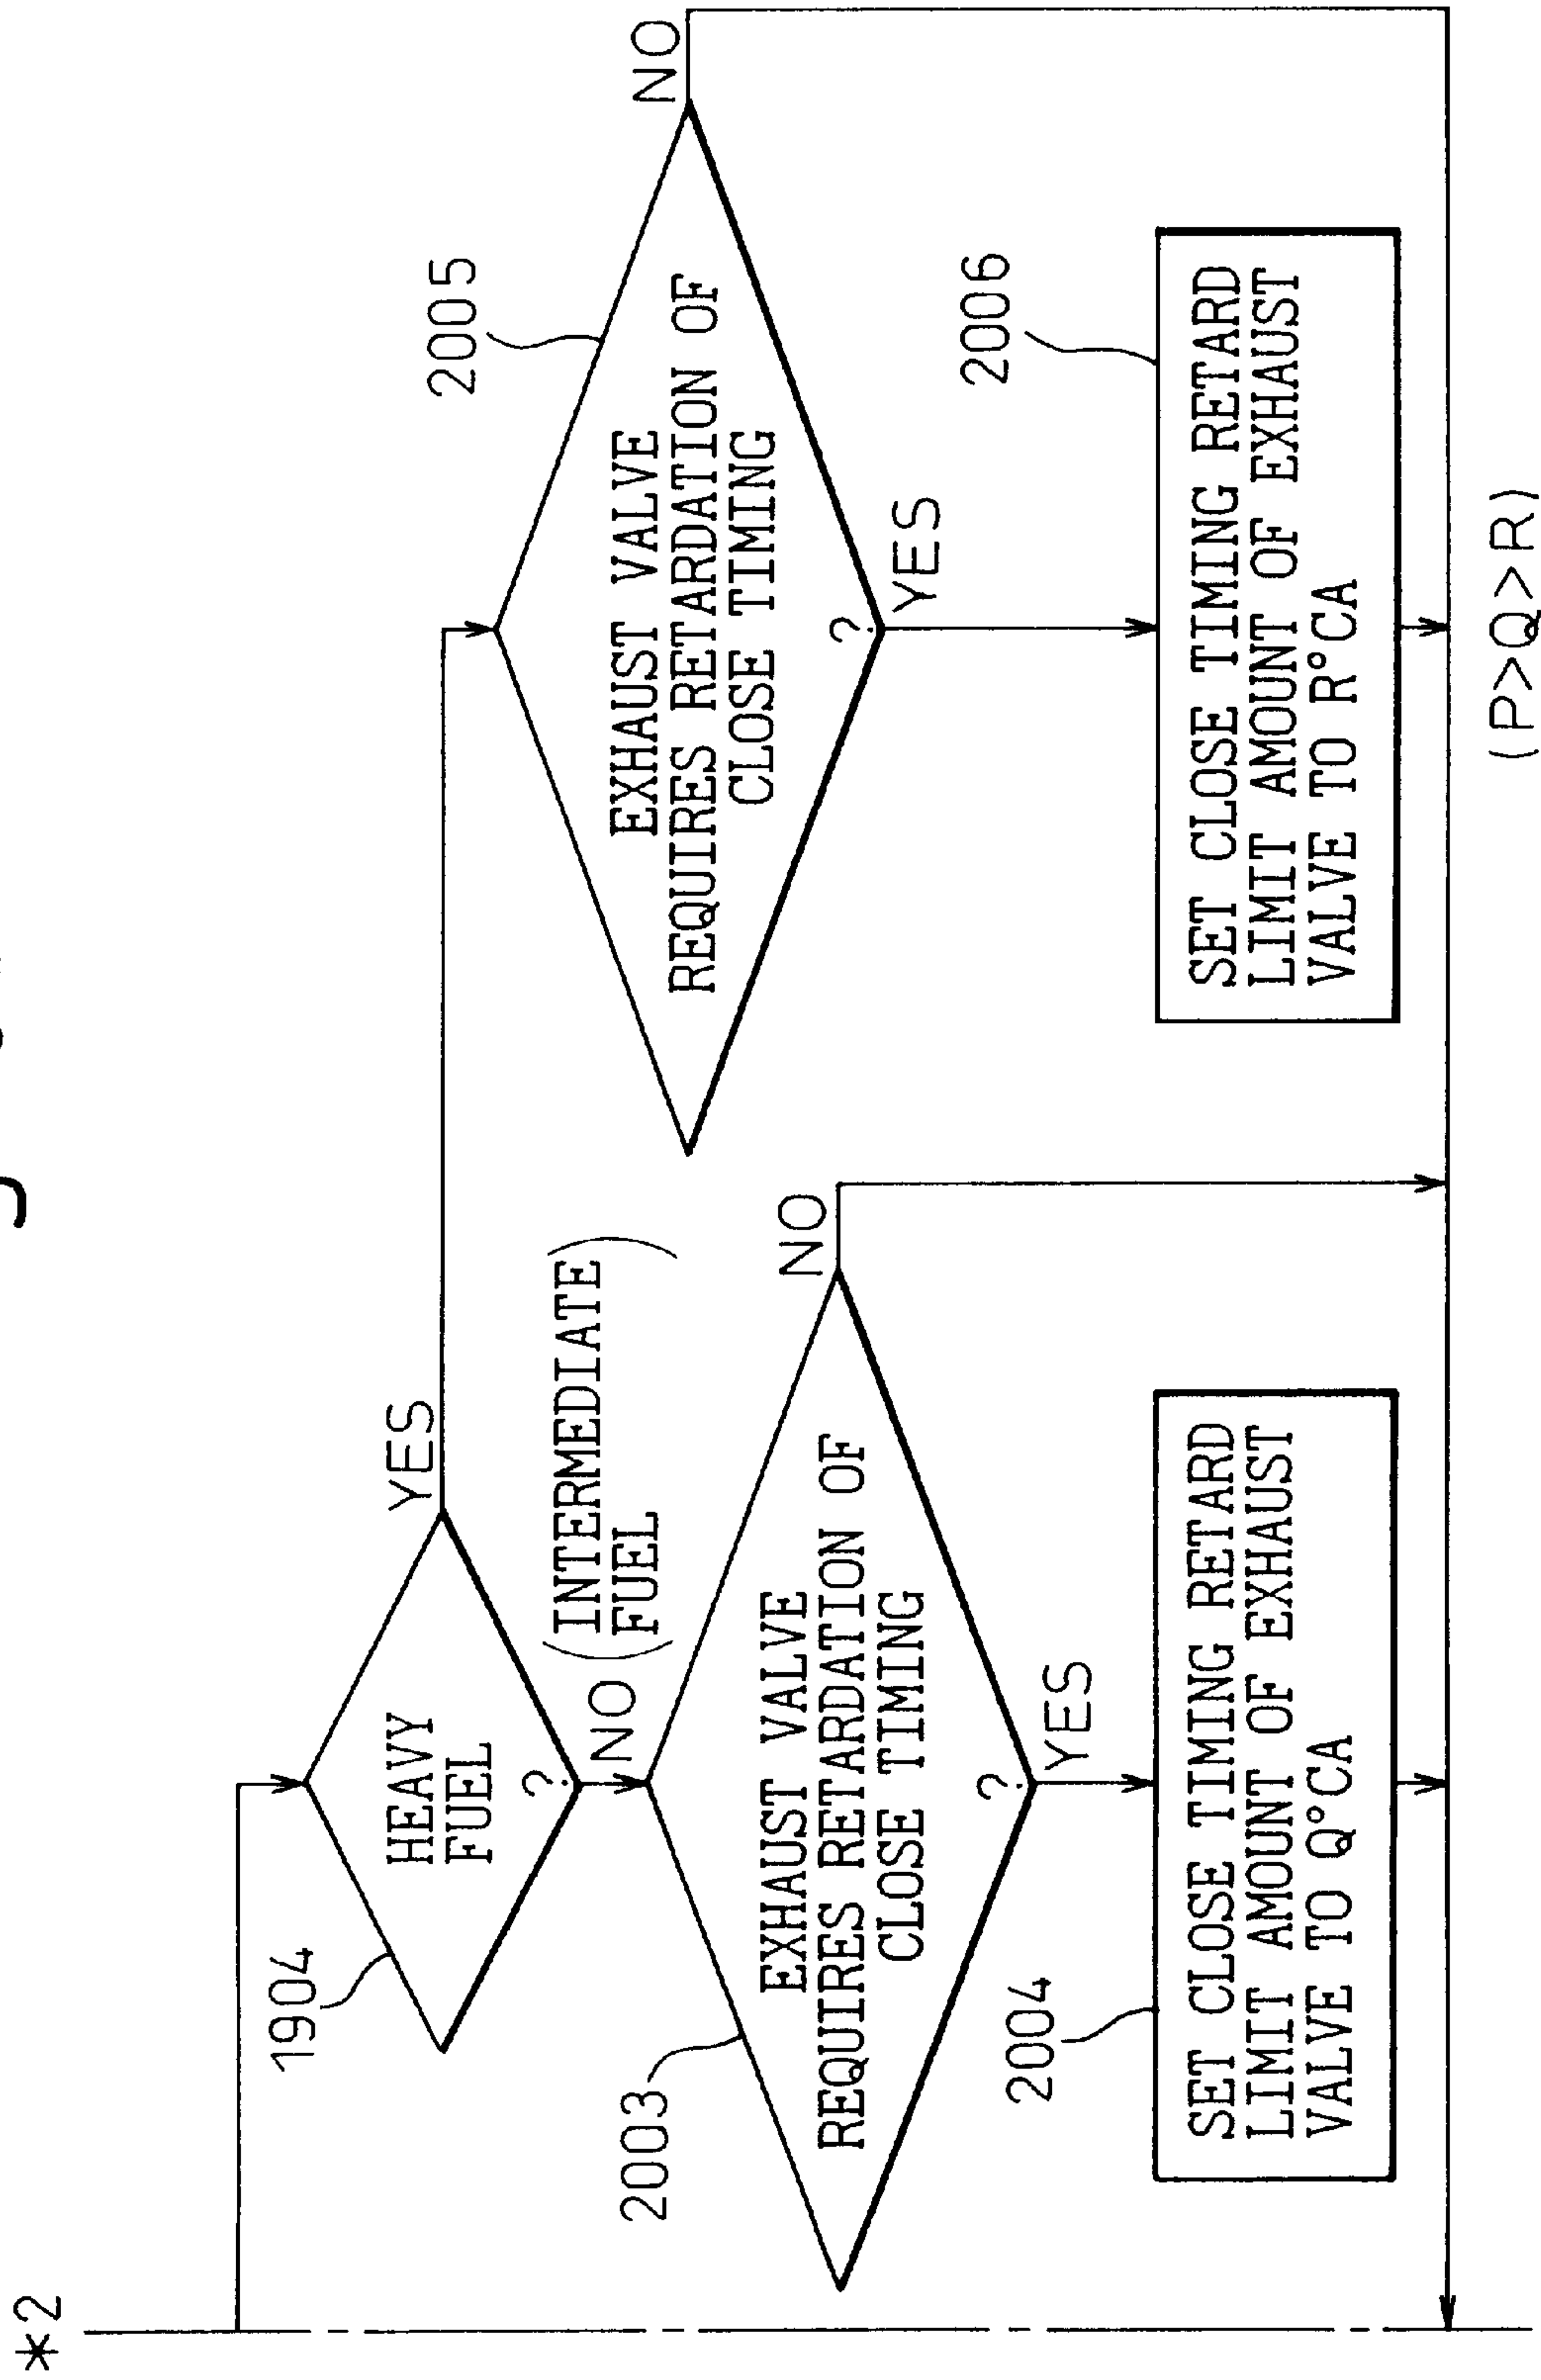 *2
1904
HEAVY
FUEL
?
YES
NO
(INTERMEDIATE
FUEL)
2003
EXHAUST VALVE
REQUIRES RETARDATION OF
CLOSE TIMING
?
NO
YES
2004
SET CLOSE TIMING RETARD
LIMIT AMOUNT OF EXHAUST
VALVE TO Q°CA
2005
EXHAUST VALVE
REQUIRES RETARDATION OF
CLOSE TIMING
?
NO
YES
2006
SET CLOSE TIMING RETARD
LIMIT AMOUNT OF EXHAUST
VALVE TO R°CA
(P>Q>R)